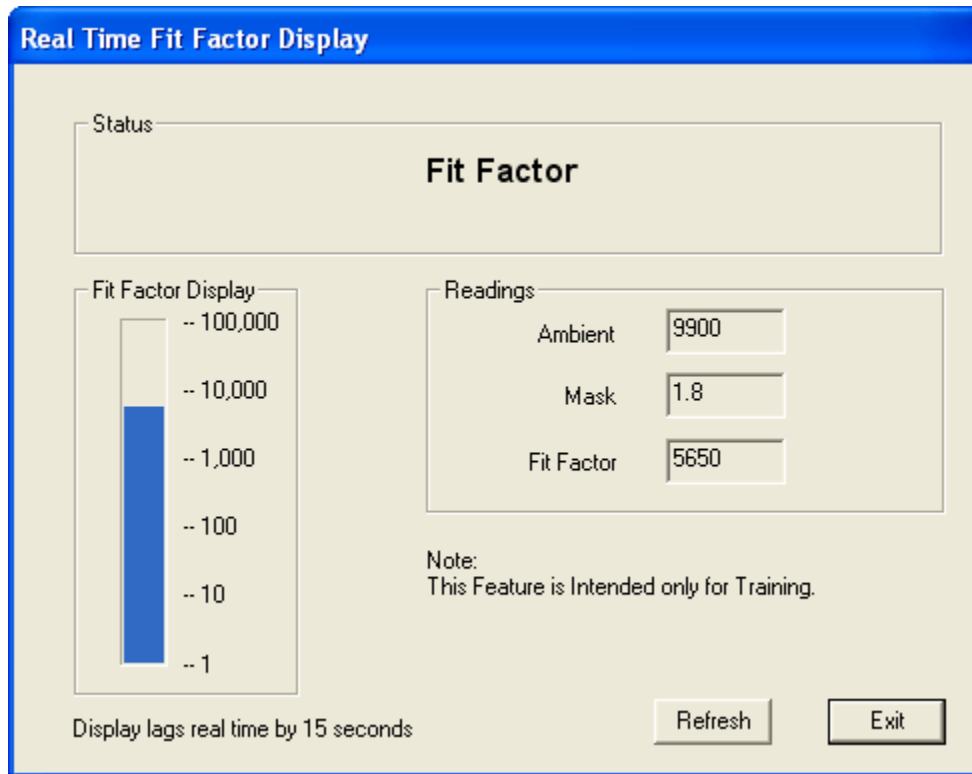 Real Time Fit Factor Display
Status
Fit Factor
Fit Factor Display
-- 100,000
-- 10,000
-- 1,000
-- 100
-- 10
-- 1
Readings
Ambient 9900
Mask 1.8
Fit Factor 5650
Note:
This Feature is Intended only for Training.
Display lags real time by 15 seconds
Refresh
Exit